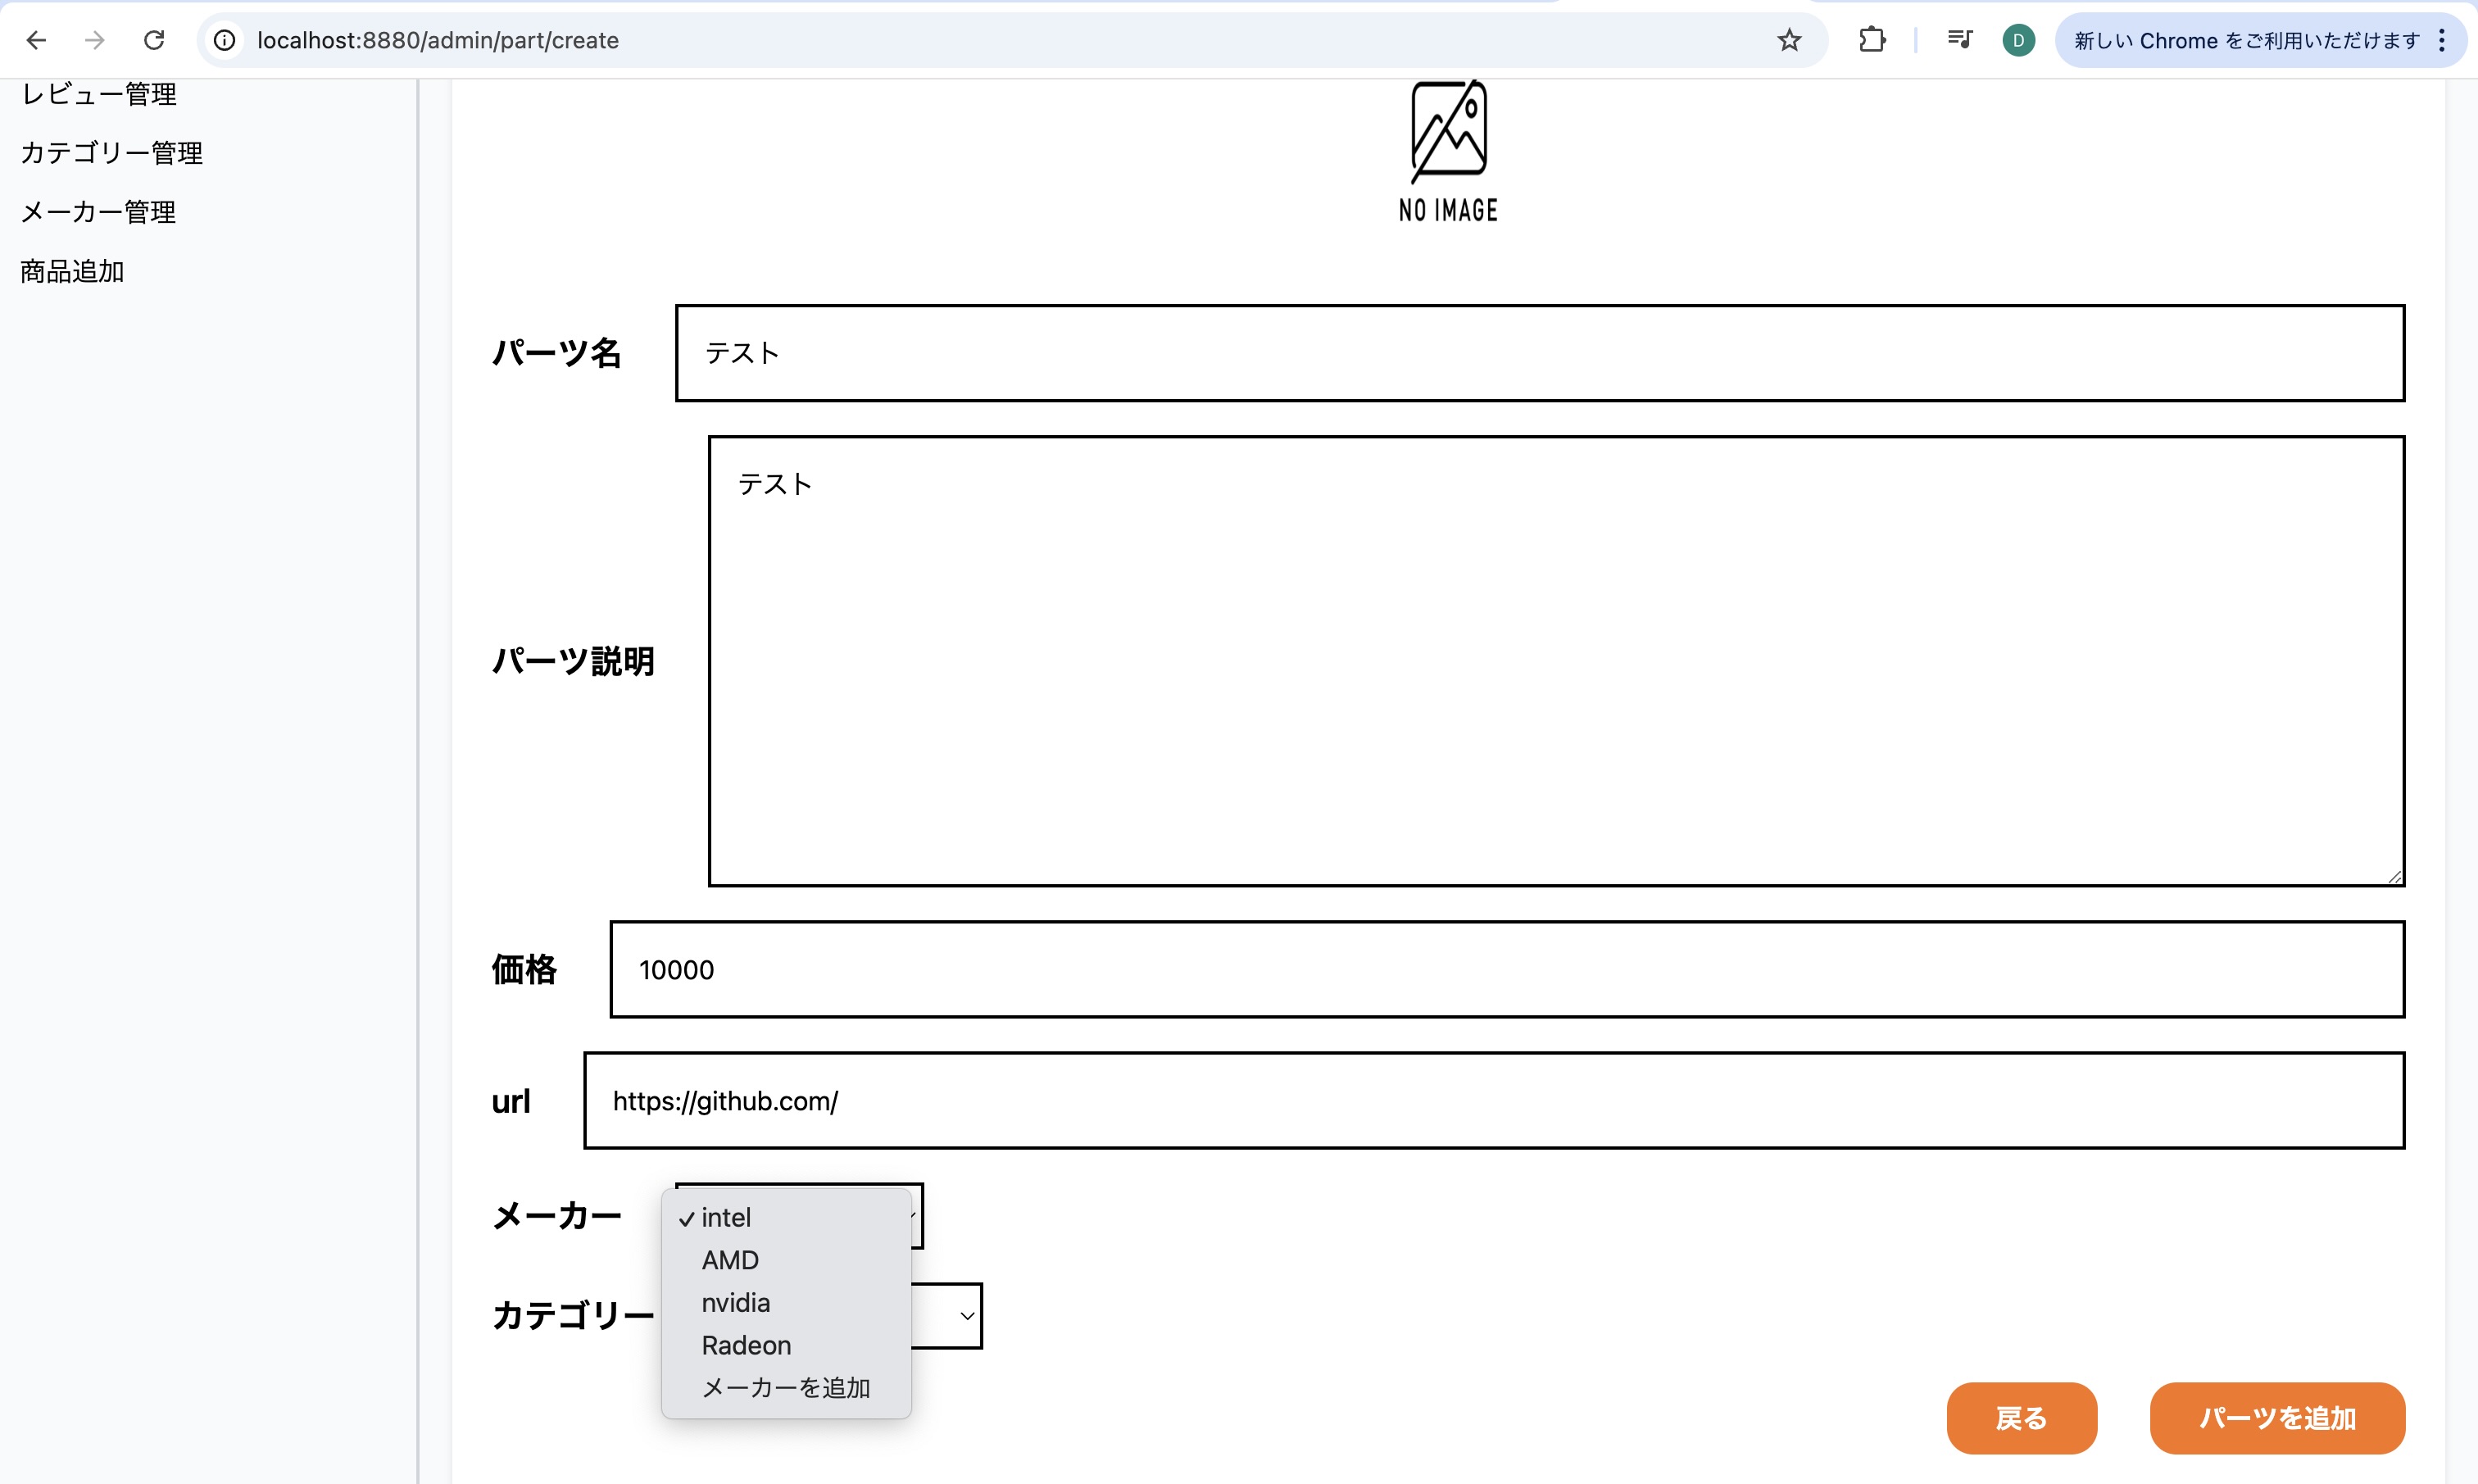 localhost:8880/admin/part/create
D
新しい Chrome をご利用いただけます
レビュー管理
カテゴリー管理
メーカー管理
商品追加
NO IMAGE
パーツ名
テスト
パーツ説明
テスト
価格
10000
url
https://github.com/
メーカー
intel
AMD
nvidia
Radeon
メーカーを追加
カテゴリー
戻る
パーツを追加